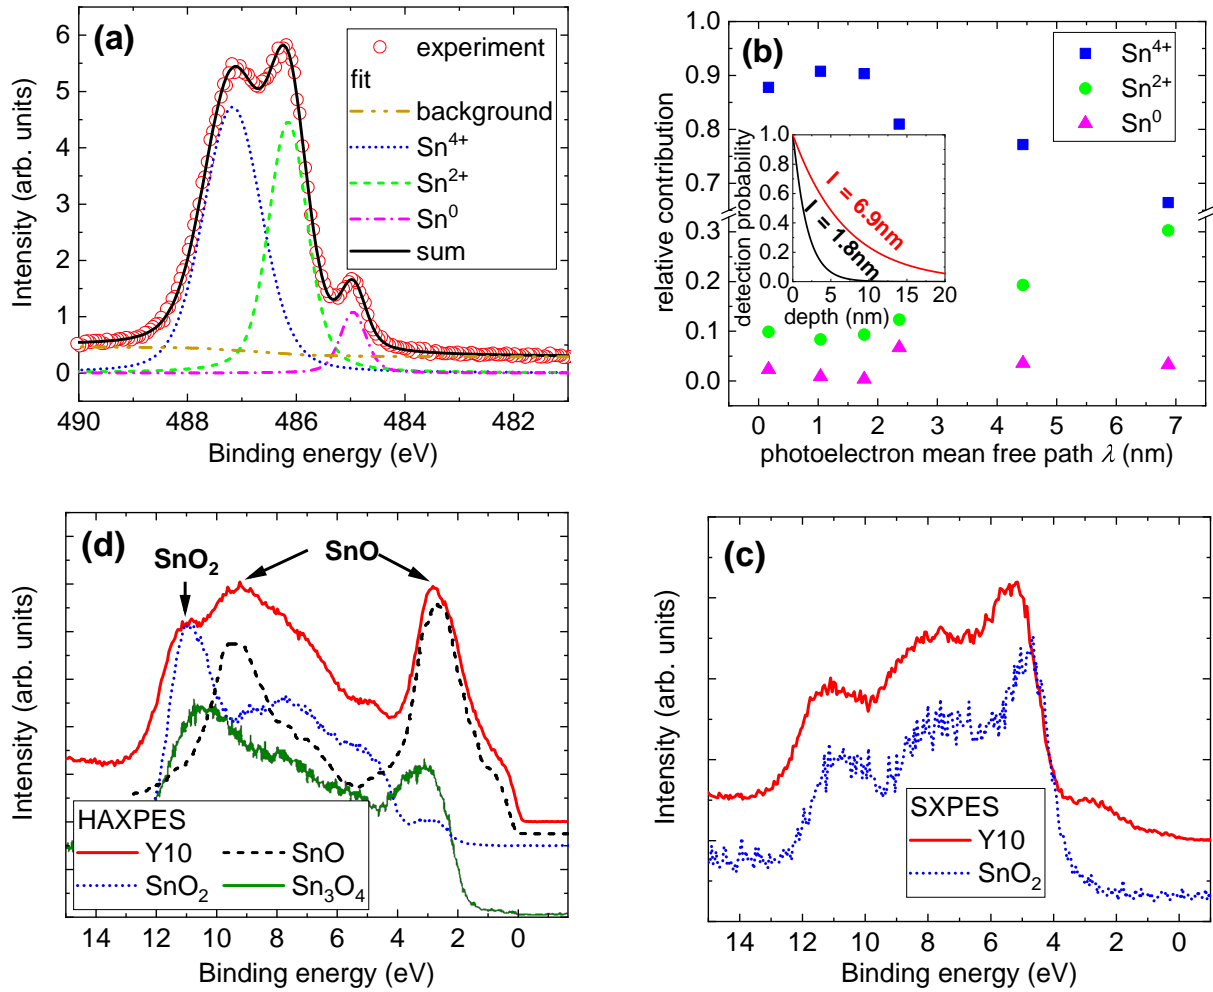 (a)
experiment
fit
background
Sn4+
Sn2+
Sn0
sum
6
5
4
3
2
1
0
490 488 486 484 482
Intensity (arb. units)
Binding energy (eV)
(b)
Sn4+
Sn2+
Sn0
1.0
0.9
0.8
0.7
0.3
0.2
0.1
0.0
0 1 2 3 4 5 6 7
relative contribution
photoelectron mean free path λ (nm)
1.0
0.8
0.6
0.4
0.2
0.0
0 5 10 15 20
detection probability
depth (nm)
l = 6.9nm
l = 1.8nm
(d)
SnO2
SnO
HAXPES
Y10 SnO
SnO2 Sn3O4
14 12 10 8 6 4 2 0
Intensity (arb. units)
Binding energy (eV)
(c)
SXPES
Y10
SnO2
14 12 10 8 6 4 2 0
Intensity (arb. units)
Binding energy (eV)